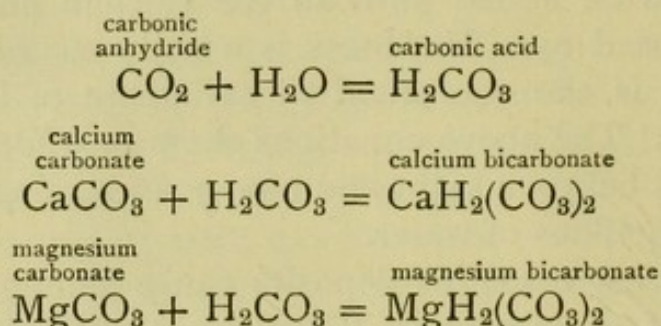 carbonic
anhydride carbonic acid
CO₂ + H₂O = H₂CO₃
calcium
carbonate calcium bicarbonate
CaCO₃ + H₂CO₃ = CaH₂(CO₃)₂
magnesium
carbonate magnesium bicarbonate
MgCO₃ + H₂CO₃ = MgH₂(CO₃)₂